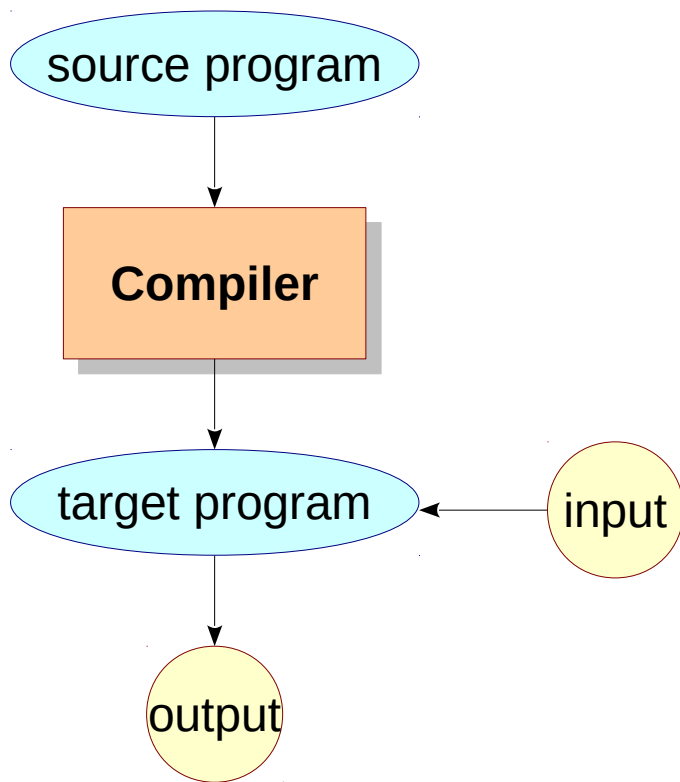 source program
Compiler
target program
input
output